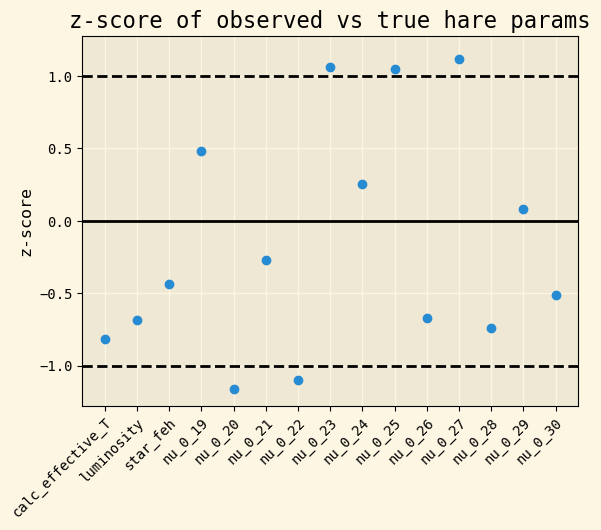 z-score of observed vs true hare params
z-score
1.0
0.5
0.0
−0.5
−1.0
calc_effective_T
luminosity
star_feh
nu_0_19
nu_0_20
nu_0_21
nu_0_22
nu_0_23
nu_0_24
nu_0_25
nu_0_26
nu_0_27
nu_0_28
nu_0_29
nu_0_30